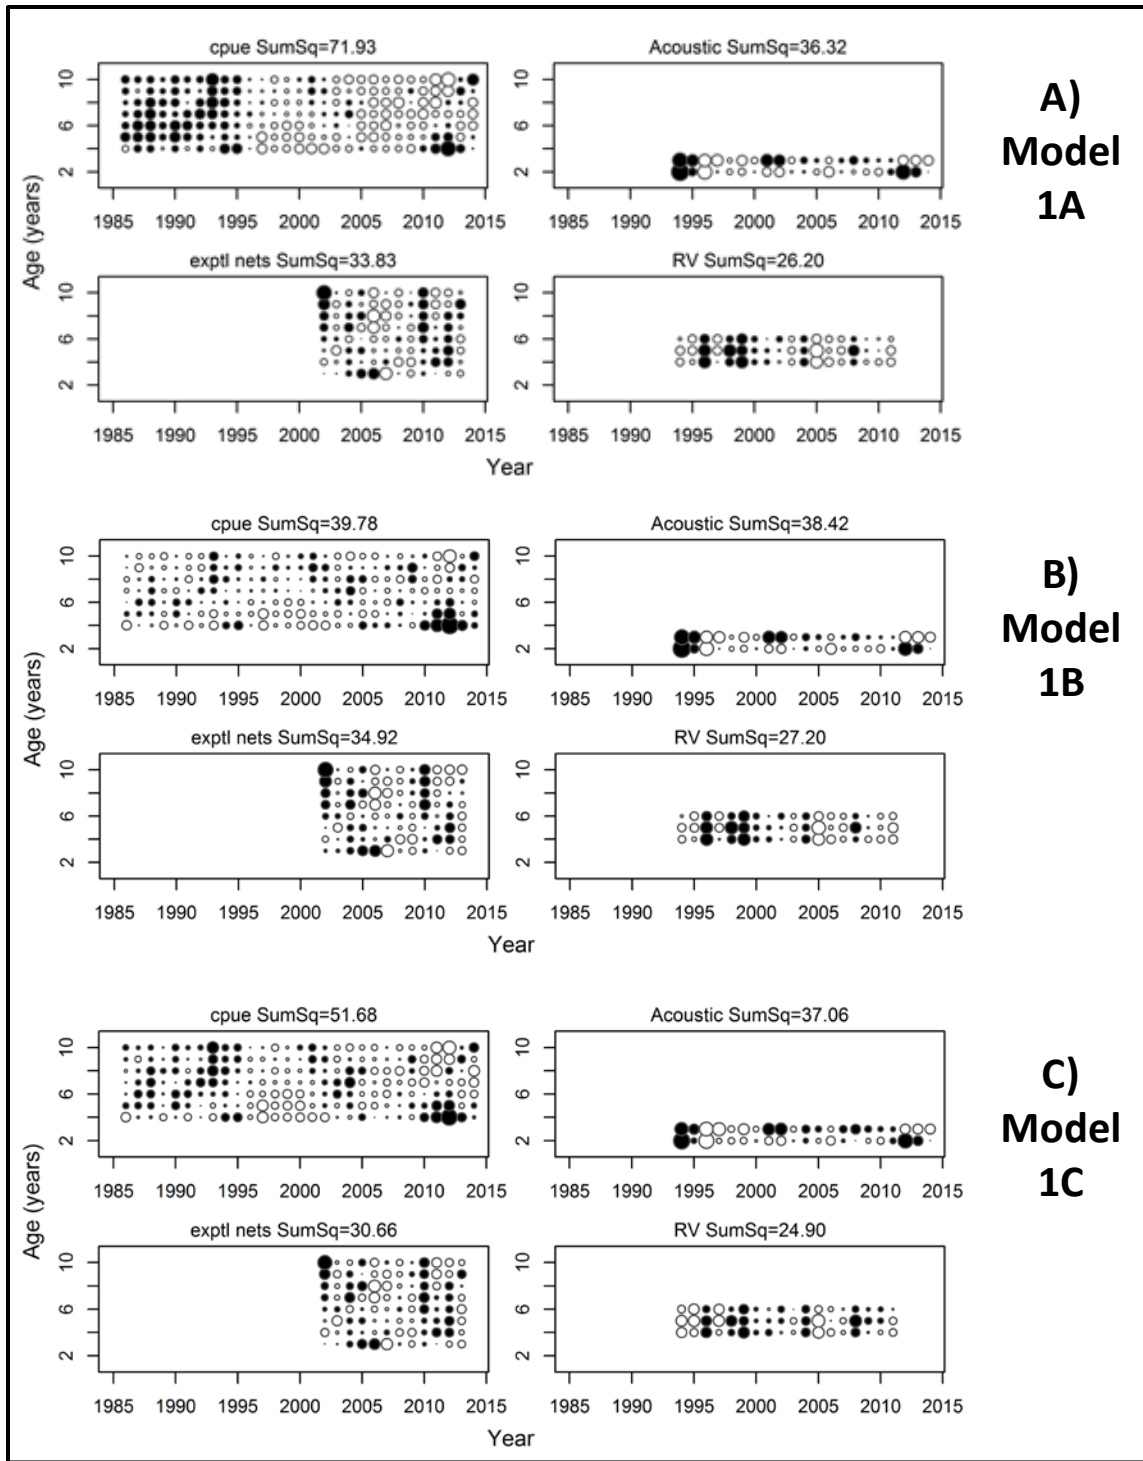 cpue SumSq=71.93
Acoustic SumSq=36.32
10
6
2
10
6
2
1985 1990 1995 2000 2005 2010 2015
1985 1990 1995 2000 2005 2010 2015
Age (years)
exptl nets SumSq=33.83
RV SumSq=26.20
10
6
2
10
6
2
1985 1990 1995 2000 2005 2010 2015
1985 1990 1995 2000 2005 2010 2015
Year
A)
Model
1A
cpue SumSq=39.78
Acoustic SumSq=38.42
10
6
2
10
6
2
1985 1990 1995 2000 2005 2010 2015
1985 1990 1995 2000 2005 2010 2015
Age (years)
exptl nets SumSq=34.92
RV SumSq=27.20
10
6
2
10
6
2
1985 1990 1995 2000 2005 2010 2015
1985 1990 1995 2000 2005 2010 2015
Year
B)
Model
1B
cpue SumSq=51.68
Acoustic SumSq=37.06
10
6
2
10
6
2
1985 1990 1995 2000 2005 2010 2015
1985 1990 1995 2000 2005 2010 2015
Age (years)
exptl nets SumSq=30.66
RV SumSq=24.90
10
6
2
10
6
2
1985 1990 1995 2000 2005 2010 2015
1985 1990 1995 2000 2005 2010 2015
Year
C)
Model
1C